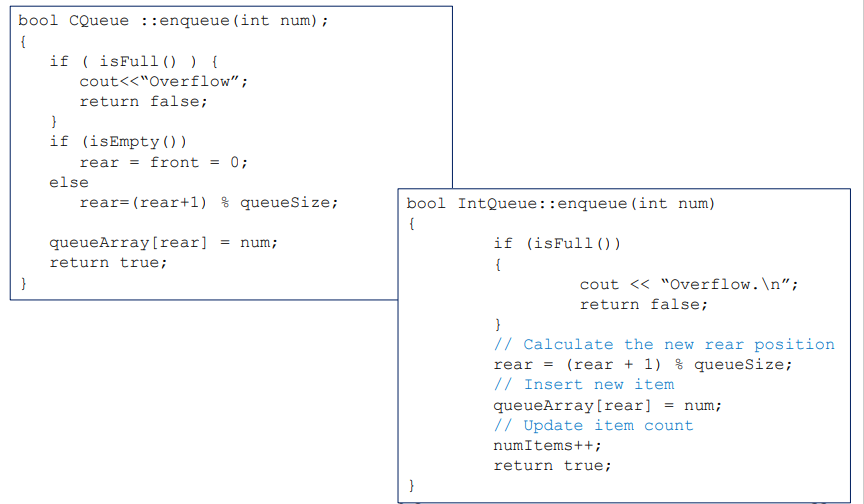 bool CQueue ::enqueue(int num);
{
if ( isFull() ) {
cout<<“Overflow”;
return false;
}
if (isEmpty())
rear = front = 0;
else
rear=(rear+1) % queueSize;
queueArray[rear] = num;
return true;
}
bool IntQueue::enqueue(int num)
{
if (isFull())
{
cout << “Overflow.\n”;
return false;
}
// Calculate the new rear position
rear = (rear + 1) % queueSize;
// Insert new item
queueArray[rear] = num;
// Update item count
numItems++;
return true;
}